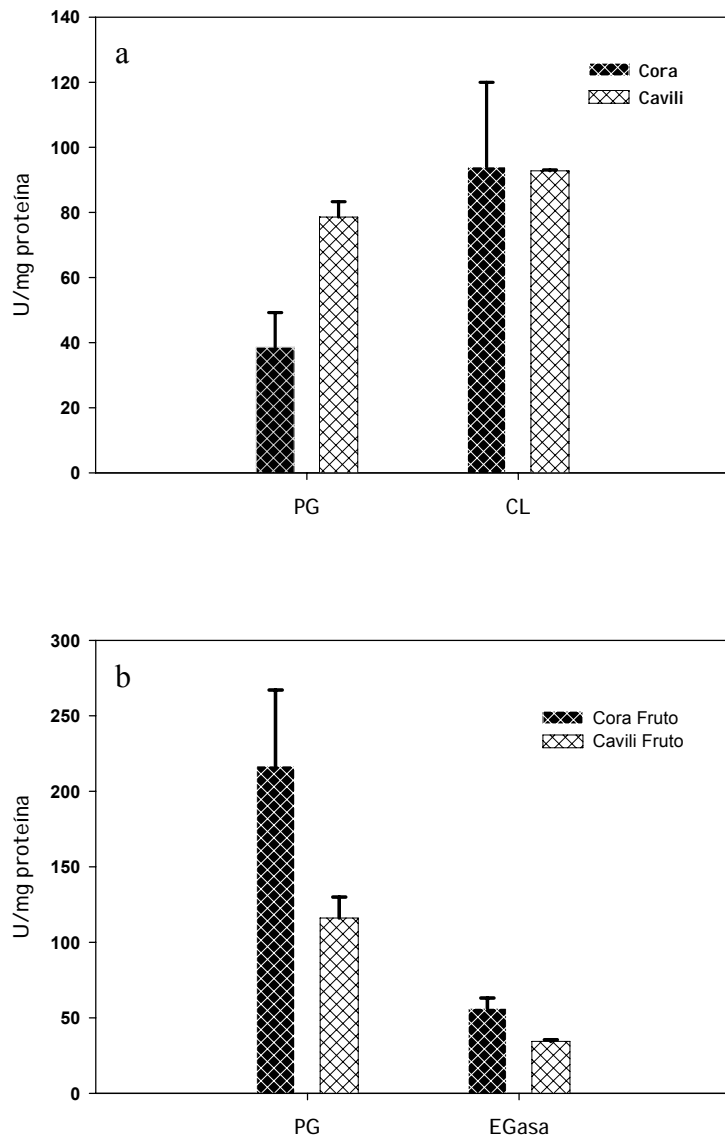 a
Cora
Cavili
U/mg proteína
140
120
100
80
60
40
20
0
PG CL
b
Cora Fruto
Cavili Fruto
U/mg proteína
300
250
200
150
100
50
0
PG EGasa